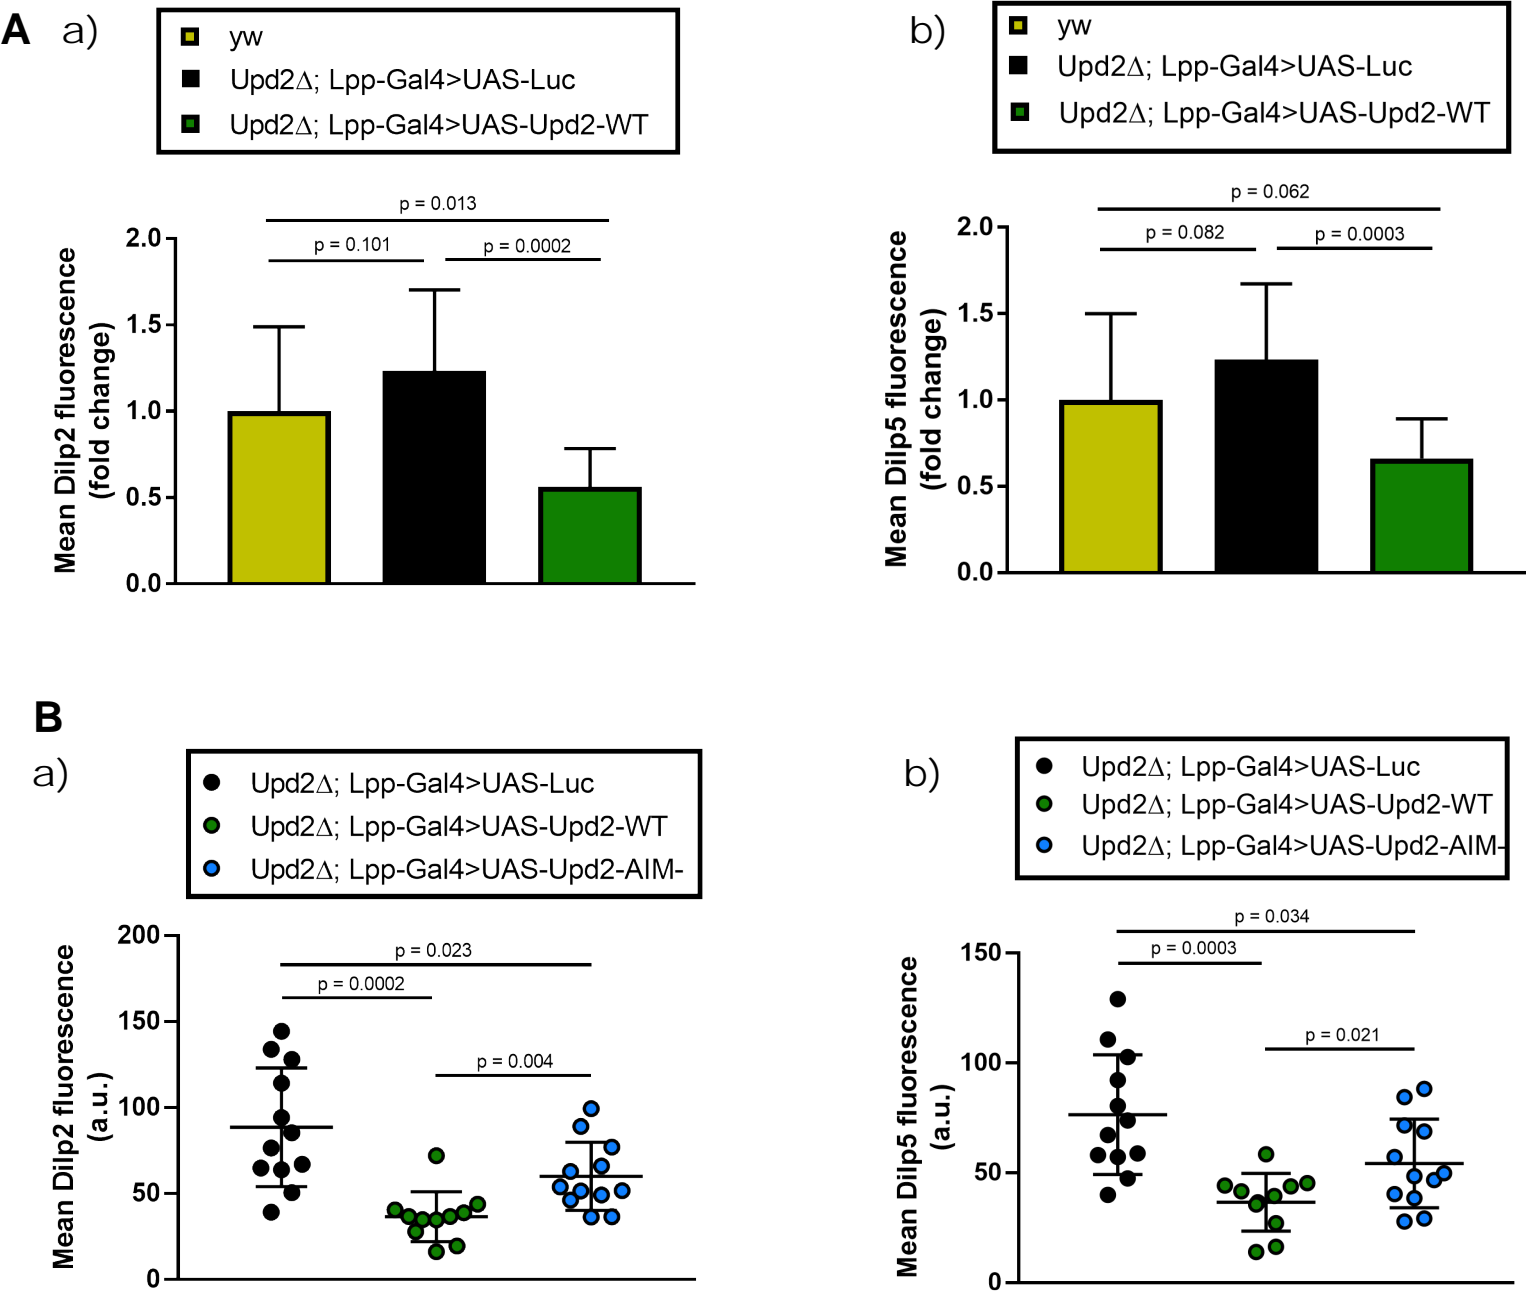 A a)
yw
Upd2Δ; Lpp-Gal4>UAS-Luc
Upd2Δ; Lpp-Gal4>UAS-Upd2-WT
p = 0.013
p = 0.101
p = 0.0002
2.0
1.5
1.0
0.5
0.0
Mean Dilp2 fluorescence
(fold change)
b)
yw
Upd2Δ; Lpp-Gal4>UAS-Luc
Upd2Δ; Lpp-Gal4>UAS-Upd2-WT
p = 0.062
p = 0.082
p = 0.0003
2.0
1.5
1.0
0.5
0.0
Mean Dilp5 fluorescence
(fold change)
B
a)
Upd2Δ; Lpp-Gal4>UAS-Luc
Upd2Δ; Lpp-Gal4>UAS-Upd2-WT
Upd2Δ; Lpp-Gal4>UAS-Upd2-AIM-
p = 0.023
p = 0.0002
p = 0.004
200
150
100
50
0
Mean Dilp2 fluorescence
(a.u.)
b)
Upd2Δ; Lpp-Gal4>UAS-Luc
Upd2Δ; Lpp-Gal4>UAS-Upd2-WT
Upd2Δ; Lpp-Gal4>UAS-Upd2-AIM-
p = 0.034
p = 0.0003
p = 0.021
150
100
50
0
Mean Dilp5 fluorescence
(a.u.)